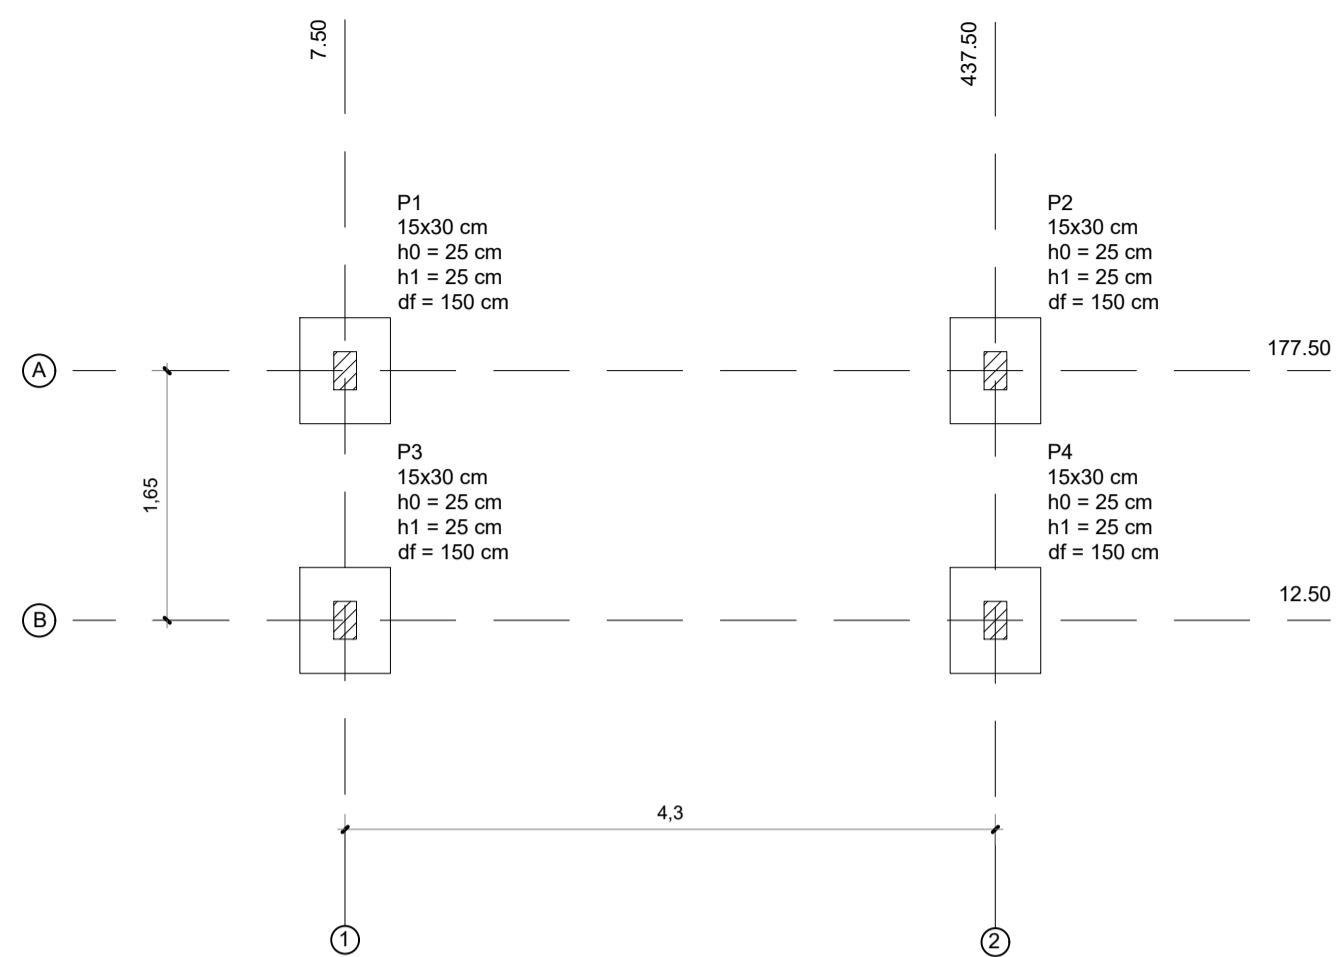 7.50
437.50
P1
15x30 cm
h0 = 25 cm
h1 = 25 cm
df = 150 cm
P2
15x30 cm
h0 = 25 cm
h1 = 25 cm
df = 150 cm
177.50
A
1,65
P3
15x30 cm
h0 = 25 cm
h1 = 25 cm
df = 150 cm
P4
15x30 cm
h0 = 25 cm
h1 = 25 cm
df = 150 cm
12.50
B
4,3
1
2